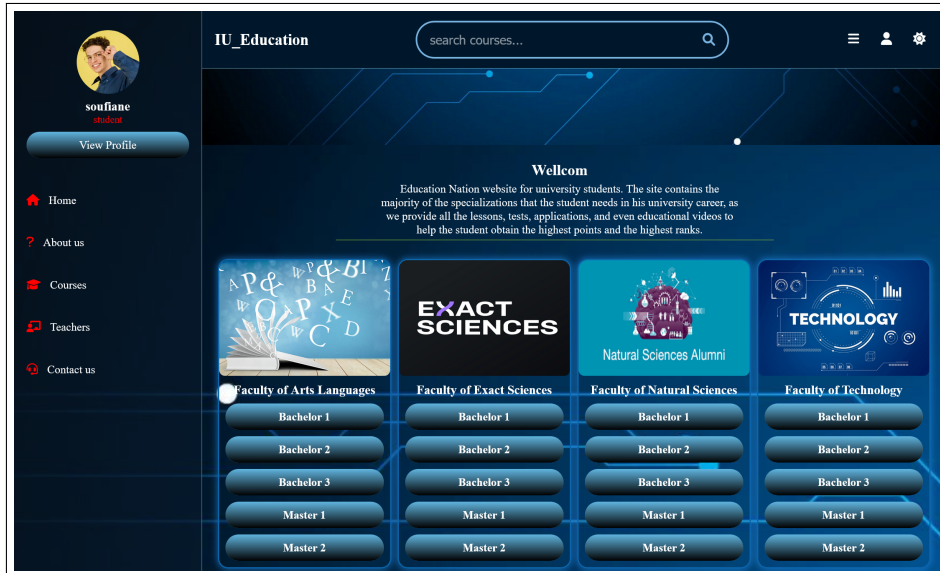 soufiane
student
View Profile
Home
? About us
Courses
Teachers
Contact us
IU_Education
search courses...
Wellcom
Education Nation website for university students. The site contains the
majority of the specializations that the student needs in his university career, as
we provide all the lessons, tests, applications, and even educational videos to
help the student obtain the highest points and the highest ranks.
Faculty of Arts Languages
Bachelor 1
Bachelor 2
Bachelor 3
Master 1
Master 2
EXACT
SCIENCES
Faculty of Exact Sciences
Bachelor 1
Bachelor 2
Bachelor 3
Master 1
Master 2
Natural Sciences Alumni
Faculty of Natural Sciences
Bachelor 1
Bachelor 2
Bachelor 3
Master 1
Master 2
TECHNOLOGY
Faculty of Technology
Bachelor 1
Bachelor 2
Bachelor 3
Master 1
Master 2